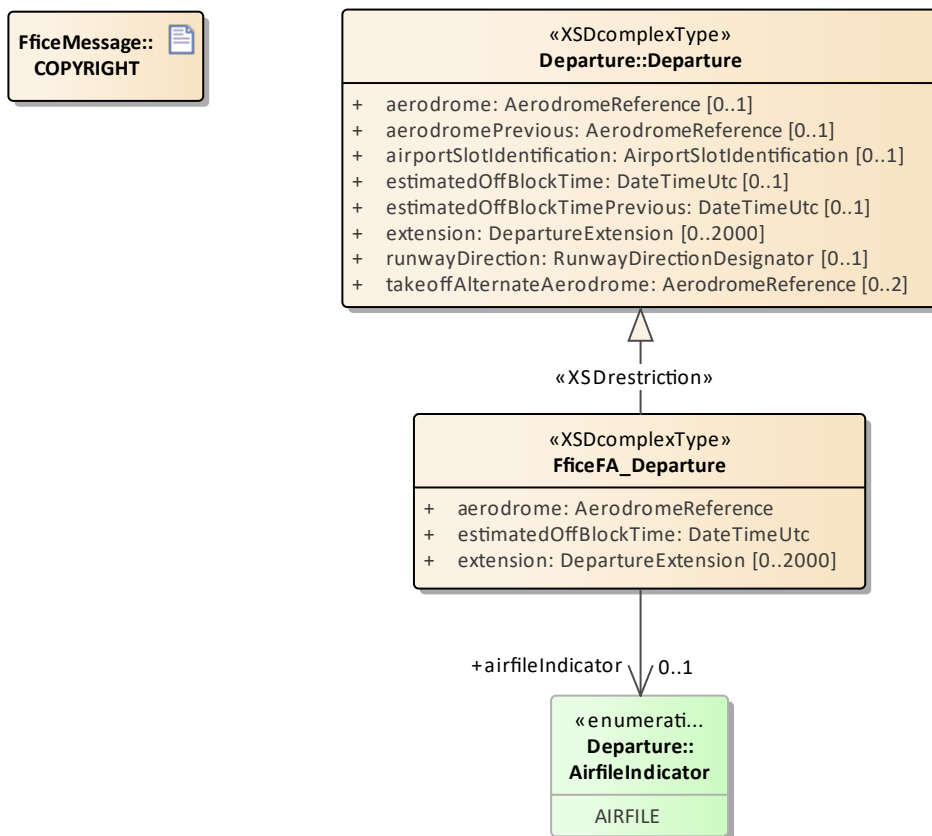 FficeMessage::
COPYRIGHT
«XSDcomplexType»
Departure::Departure
+ aerodrome: AerodromeReference [0..1]
+ aerodromePrevious: AerodromeReference [0..1]
+ airportSlotIdentification: AirportSlotIdentification [0..1]
+ estimatedOffBlockTime: DateTimeUtc [0..1]
+ estimatedOffBlockTimePrevious: DateTimeUtc [0..1]
+ extension: DepartureExtension [0..2000]
+ runwayDirection: RunwayDirectionDesignator [0..1]
+ takeoffAlternateAerodrome: AerodromeReference [0..2]
«XSDrestriction»
«XSDcomplexType»
FficeFA_Departure
+ aerodrome: AerodromeReference
+ estimatedOffBlockTime: DateTimeUtc
+ extension: DepartureExtension [0..2000]
+airfileIndicator 0..1
«enumerati...
Departure::
AirfileIndicator
AIRFILE